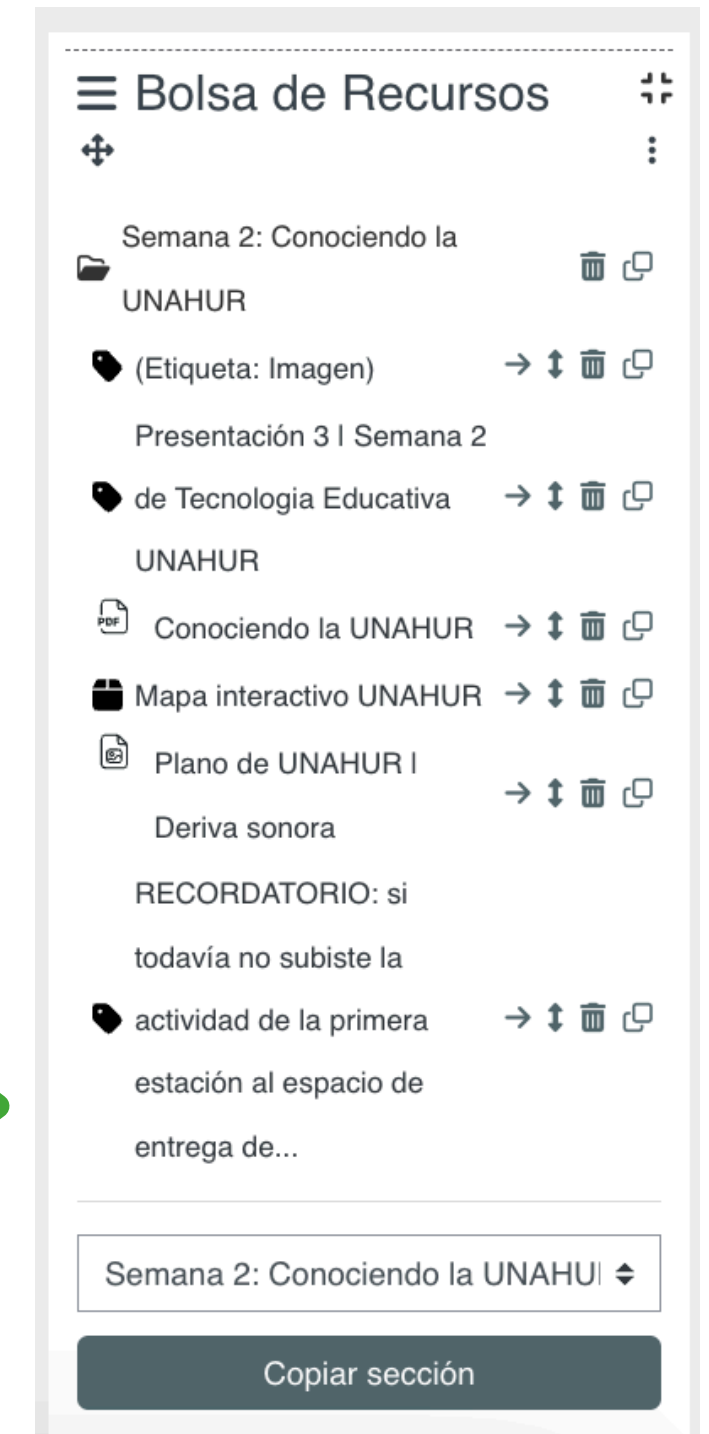 Bolsa de Recursos
Semana 2: Conociendo la
UNAHUR
(Etiqueta: Imagen)
Presentación 3 | Semana 2
de Tecnologia Educativa
UNAHUR
PDF
Conociendo la UNAHUR
Mapa interactivo UNAHUR
Plano de UNAHUR |
Deriva sonora
RECORDATORIO: si
todavía no subiste la
actividad de la primera
estación al espacio de
entrega de...
Semana 2: Conociendo la UNAHU
Copiar sección